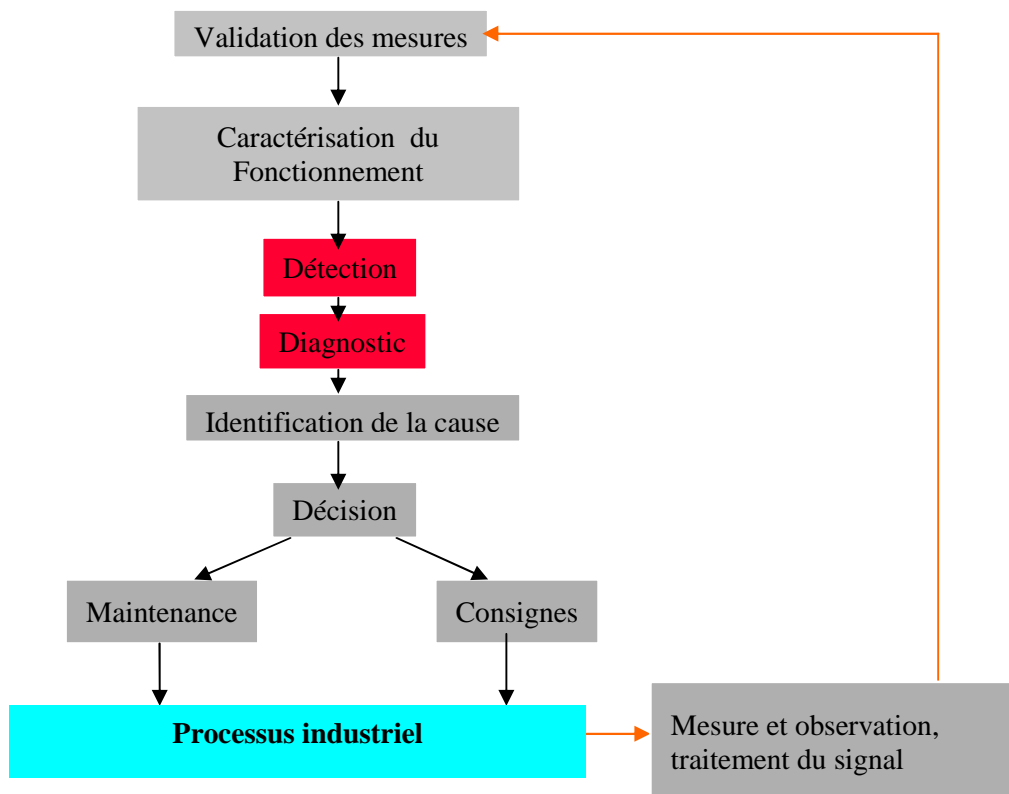 Validation des mesures
Caractérisation du
Fonctionnement
Détection
Diagnostic
Identification de la cause
Décision
Maintenance
Consignes
Processus industriel
Mesure et observation,
traitement du signal